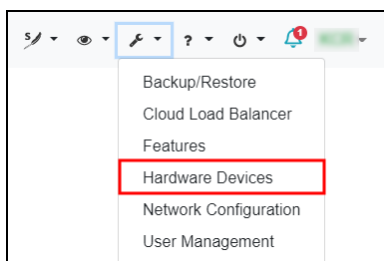 S
?
1
Backup/Restore
Cloud Load Balancer
Features
Hardware Devices
Network Configuration
User Management